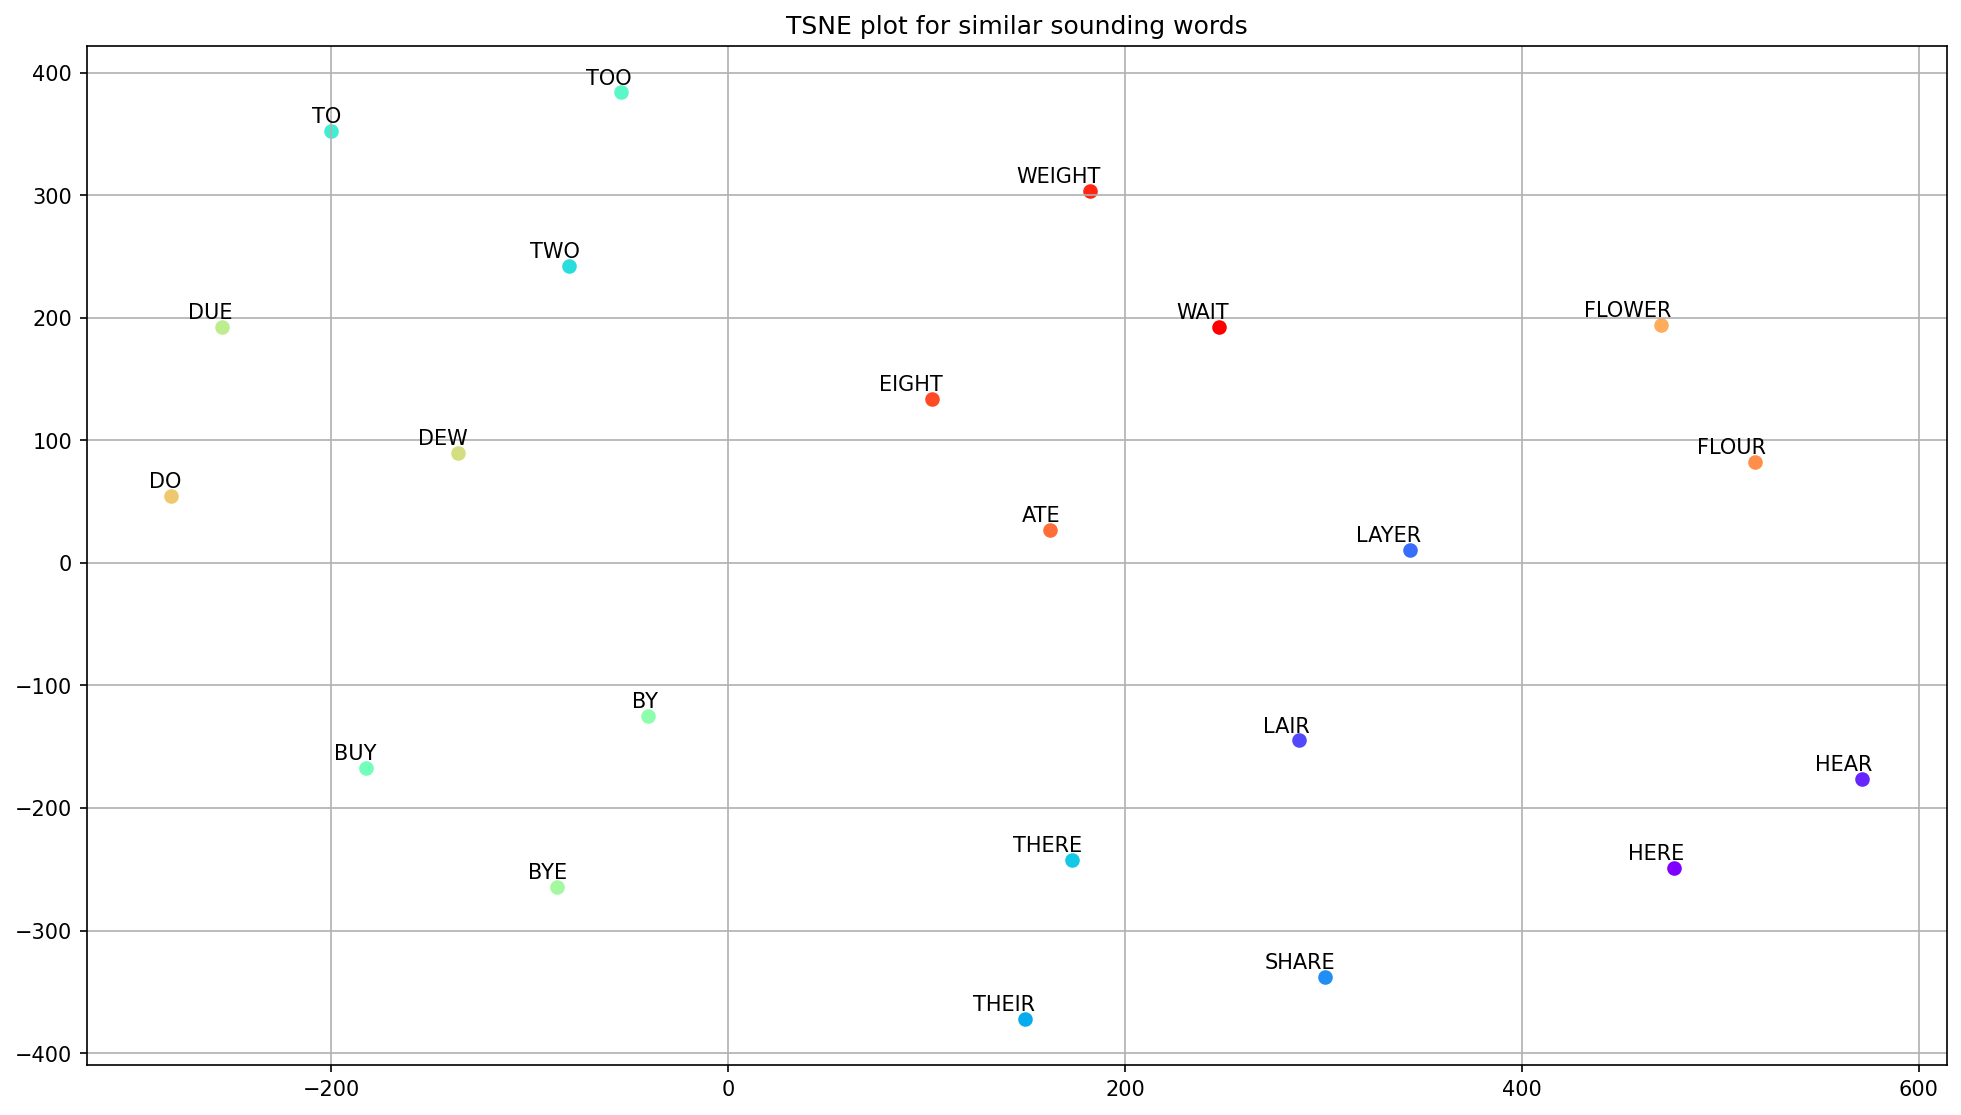 TSNE plot for similar sounding words
400
TOO
TO
WEIGHT
300
TWO
DUE
WAIT
FLOWER
200
EIGHT
DEW
FLOUR
100
DO
ATE
LAYER
0
BY
−100
LAIR
BUY
HEAR
−200
THERE
HERE
BYE
−300
SHARE
THEIR
−400
−200
0
200
400
600